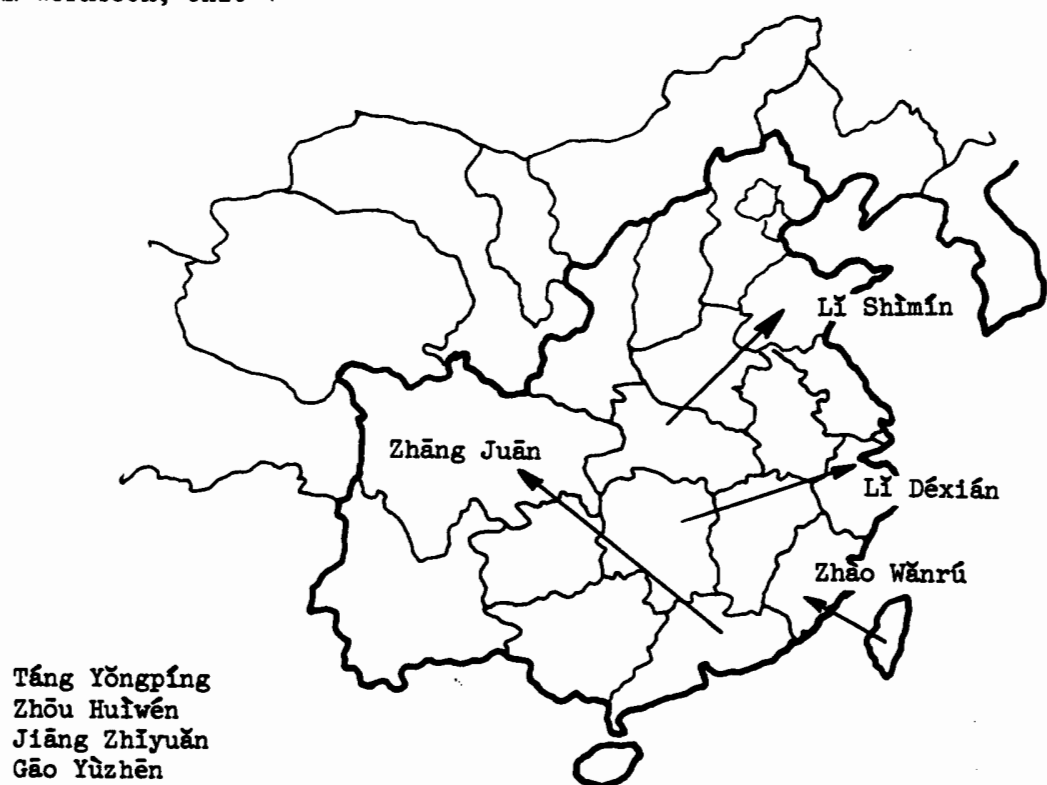 Lǐ Shìmín
Zhāng Juān
Lǐ Déxián
Zhào Wǎnrú
Táng Yǒngpíng
Zhōu Huìwén
Jiāng Zhìyuǎn
Gāo Yùzhēn